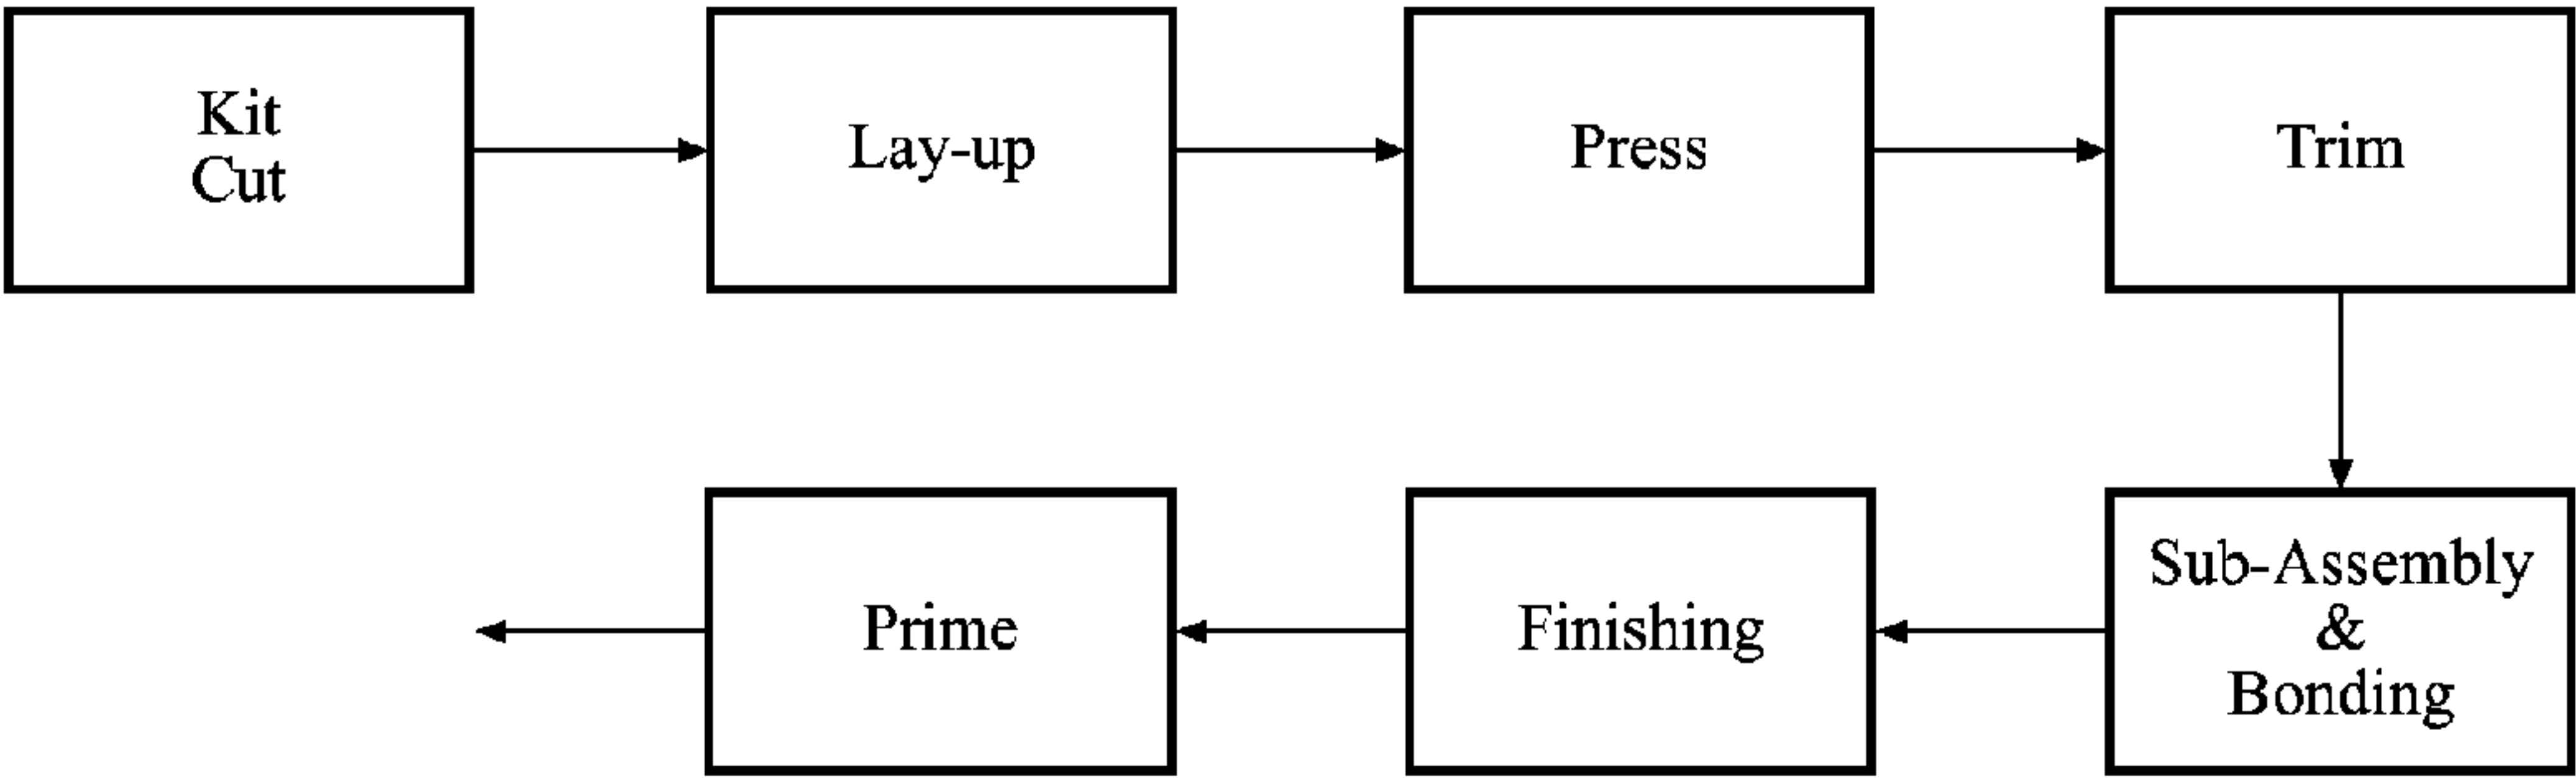 Kit
Cut
Lay-up
Press
Trim
Sub-Assembly
&
Bonding
Finishing
Prime